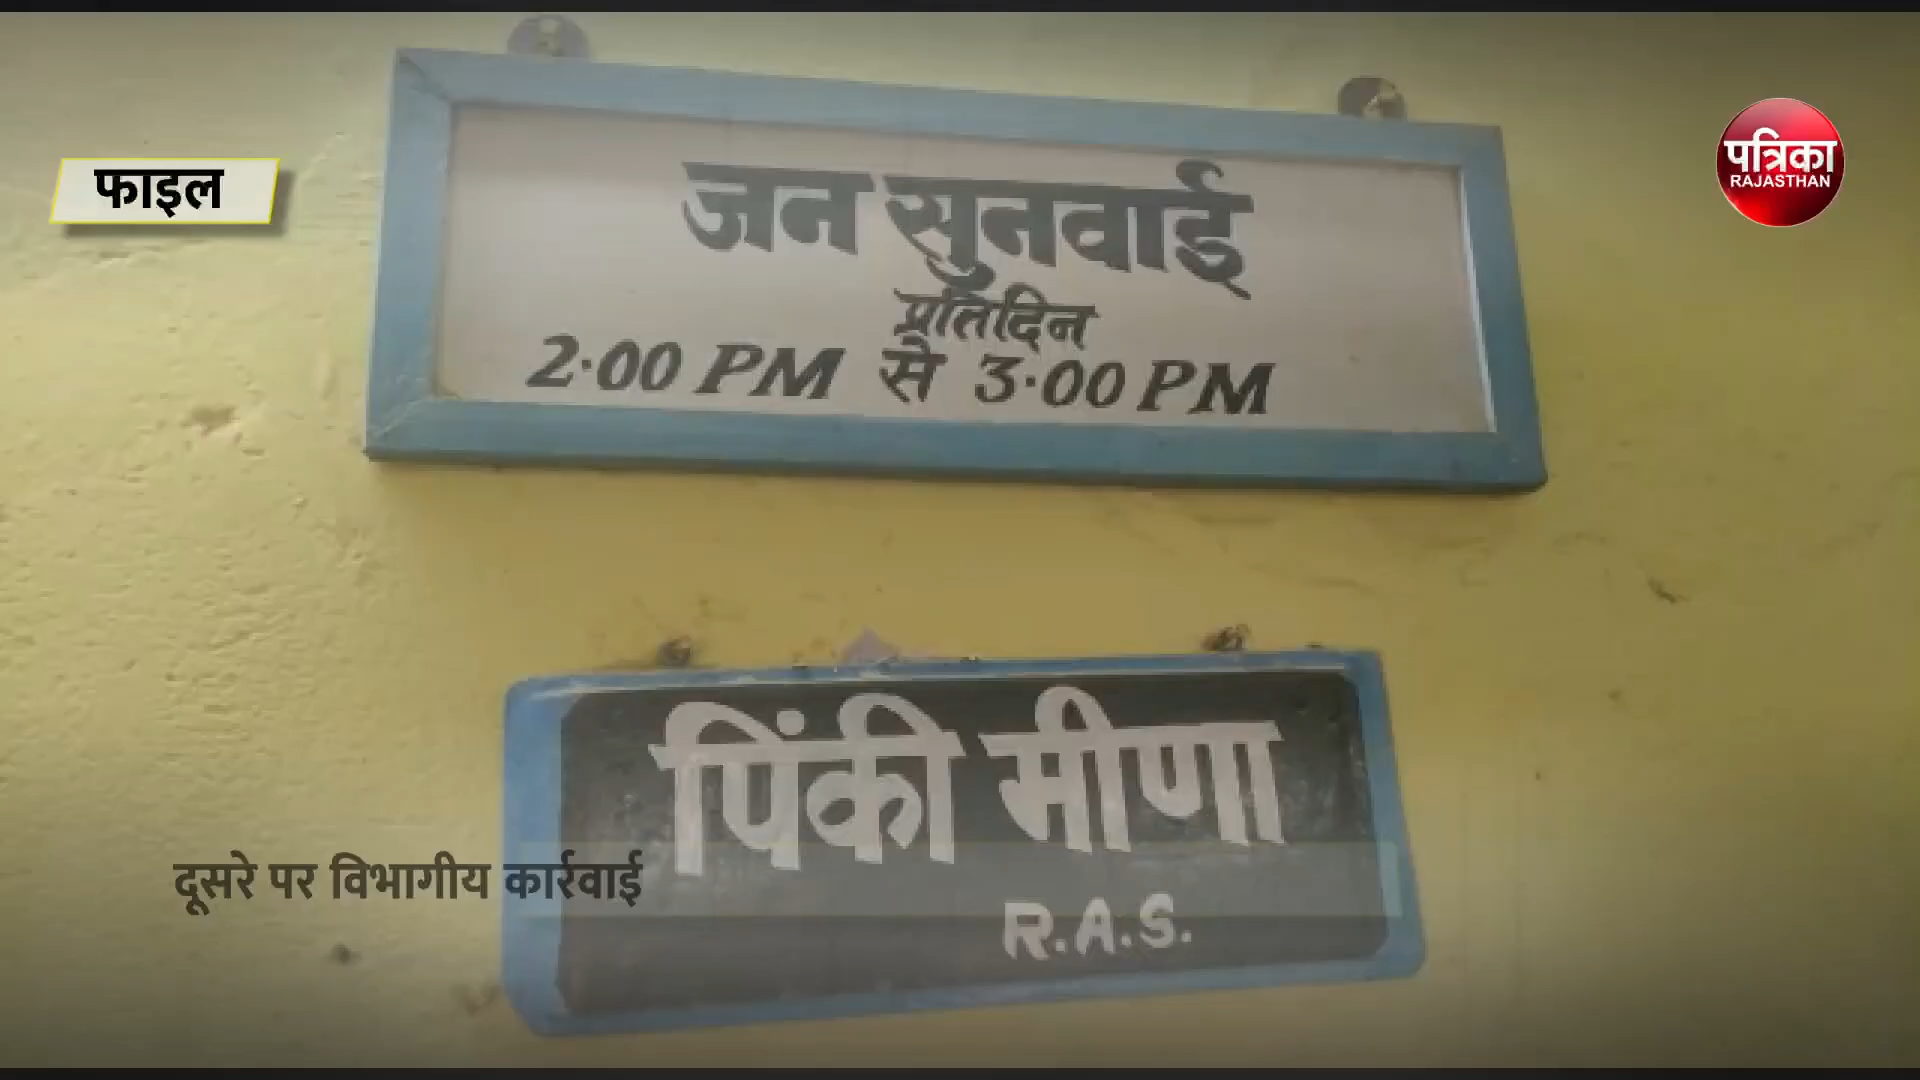 फाइल
पत्रिका
RAJASTHAN
जन सुनवाई
प्रतिदिन
2·00 PM से 3·00 PM
पिंकी मीणा
R.A.S.
दूसरे पर विभागीय कार्रवाई